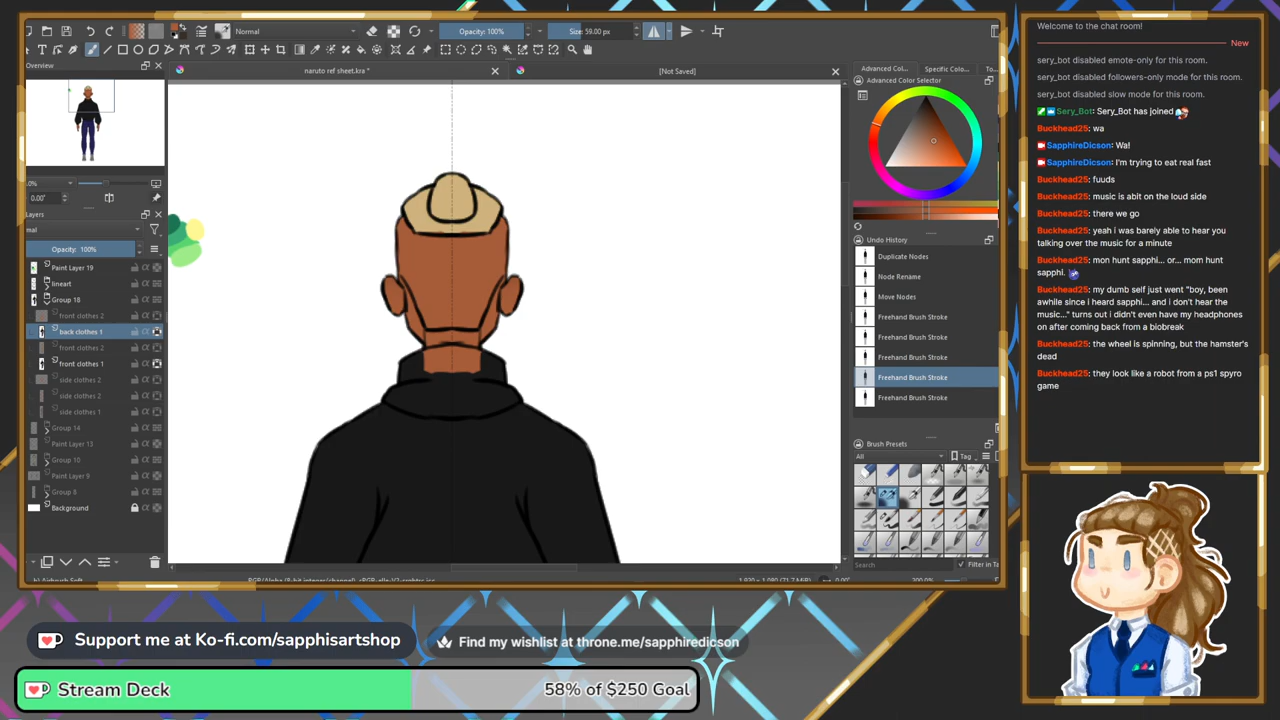 Normal
Opacity: 100%
Size: 59.00 px
Overview
naruto ref sheet.kra *
[Not Saved]
Advanced Col...
Specific Colo...
To...
Advanced Color Selector
0.00°
Layers
Opacity: 100%
Paint Layer 19
lineart
Group 18
front clothes 2
back clothes 1
front clothes 2
front clothes 1
side clothes 2
side clothes 2
side clothes 1
Group 14
Paint Layer 13
Group 10
Paint Layer 9
Group 8
Background
Undo History
Duplicate Nodes
Node Rename
Move Nodes
Freehand Brush Stroke
Freehand Brush Stroke
Freehand Brush Stroke
Freehand Brush Stroke
Freehand Brush Stroke
Brush Presets
All
Tag
Search
Filter in Ta
Welcome to the chat room!
New
sery_bot disabled emote-only for this room.
sery_bot disabled followers-only mode for this room.
sery_bot disabled slow mode for this room.
Sery_Bot: Sery_Bot has joined
Buckhead25: wa
SapphireDicson: Wa!
SapphireDicson: I'm trying to eat real fast
Buckhead25: fuuds
Buckhead25: music is abit on the loud side
Buckhead25: there we go
Buckhead25: yeah i was barely able to hear you
talking over the music for a minute
Buckhead25: mon hunt sapphi... or... mom hunt
sapphi.
Buckhead25: my dumb self just went "boy, been
awhile since i heard sapphi... and i don't hear the
music..." turns out i didn't even have my headphones
on after coming back from a biobreak
Buckhead25: the wheel is spinning, but the hamster's
dead
Buckhead25: they look like a robot from a ps1 spyro
game
Support me at Ko-fi.com/sapphisartshop
Find my wishlist at throne.me/sapphiredicson
Stream Deck
58% of $250 Goal